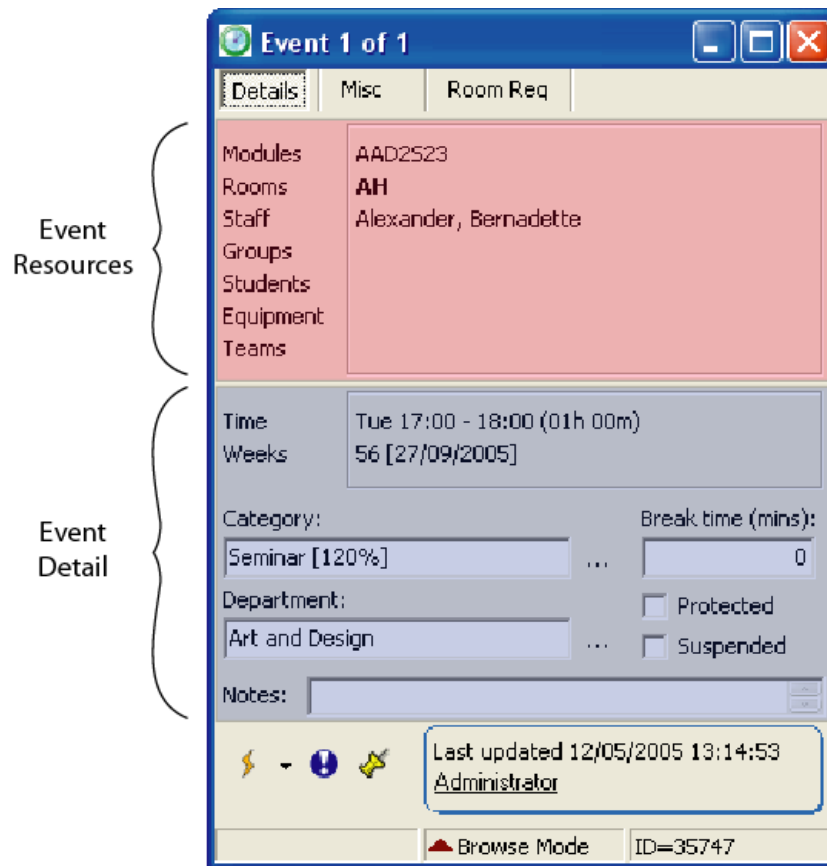 Event 1 of 1
Details Misc Room Req
Event
Resources
Modules AAD2523
Rooms AH
Staff Alexander, Bernadette
Groups
Students
Equipment
Teams
Event
Detail
Time Tue 17:00 - 18:00 (01h 00m)
Weeks 56 [27/09/2005]
Category: Break time (mins):
Seminar [120%] ... 0
Department: Protected
Art and Design ... Suspended
Notes:
Last updated 12/05/2005 13:14:53
Administrator
Browse Mode ID=35747